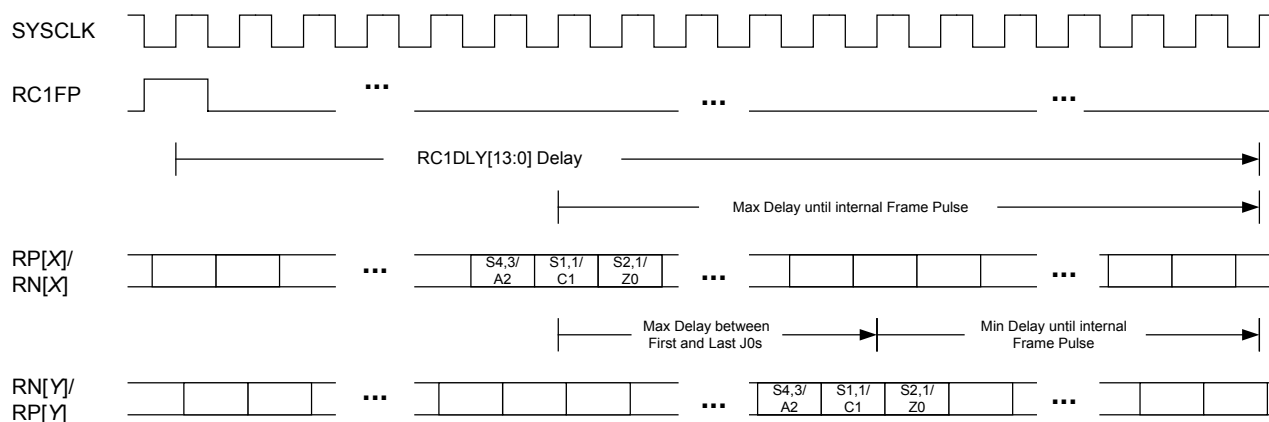 SYSCLK
RC1FP
...
...
...
RC1DLY[13:0] Delay
Max Delay until internal Frame Pulse
RP[X]/
RN[X]
...
S4,3/
A2
S1,1/
C1
S2,1/
Z0
...
...
Max Delay between
First and Last J0s
Min Delay until internal
Frame Pulse
RN[Y]/
RP[Y]
...
...
S4,3/
A2
S1,1/
C1
S2,1/
Z0
...